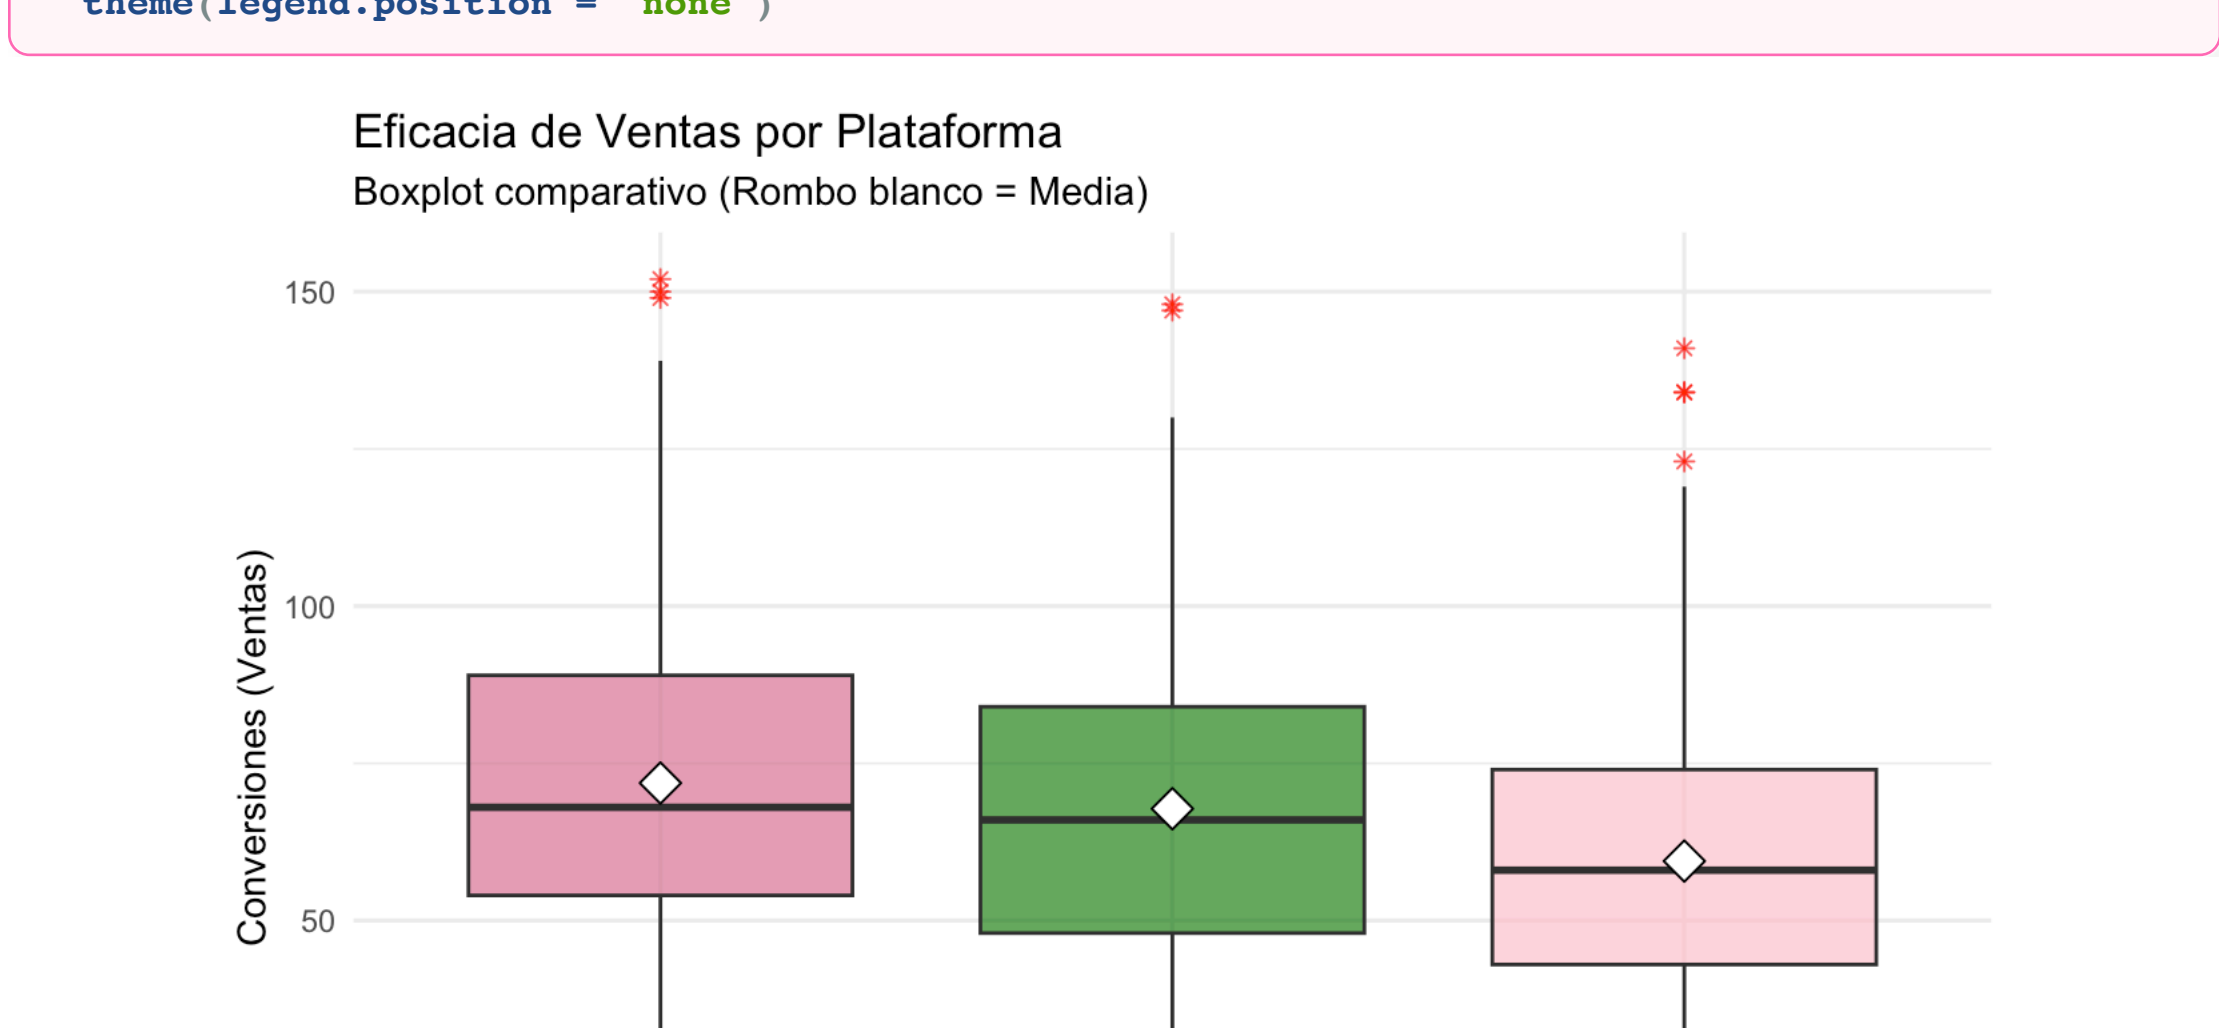 theme(legend.position = "none")
Eficacia de Ventas por Plataforma
Boxplot comparativo (Rombo blanco = Media)
150
100
50
Conversiones (Ventas)